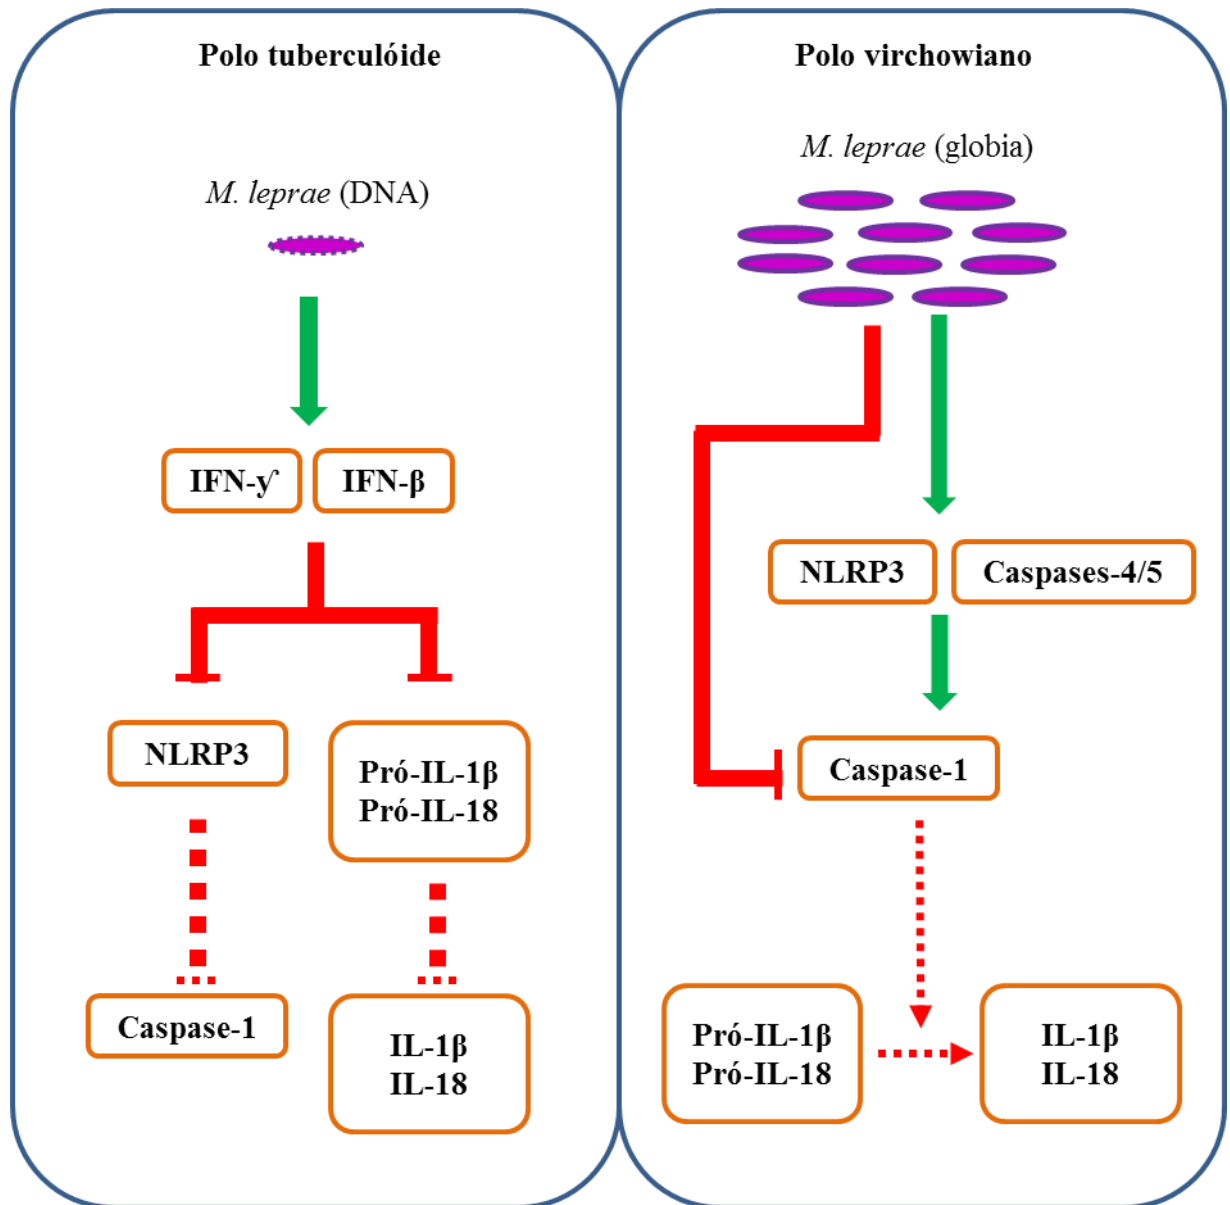 Polo tuberculóide
M. leprae (DNA)
IFN-γ
IFN-β
NLRP3
Pró-IL-1β
Pró-IL-18
Caspase-1
IL-1β
IL-18
Polo virchowiano
M. leprae (globia)
NLRP3
Caspases-4/5
Caspase-1
Pró-IL-1β
Pró-IL-18
IL-1β
IL-18